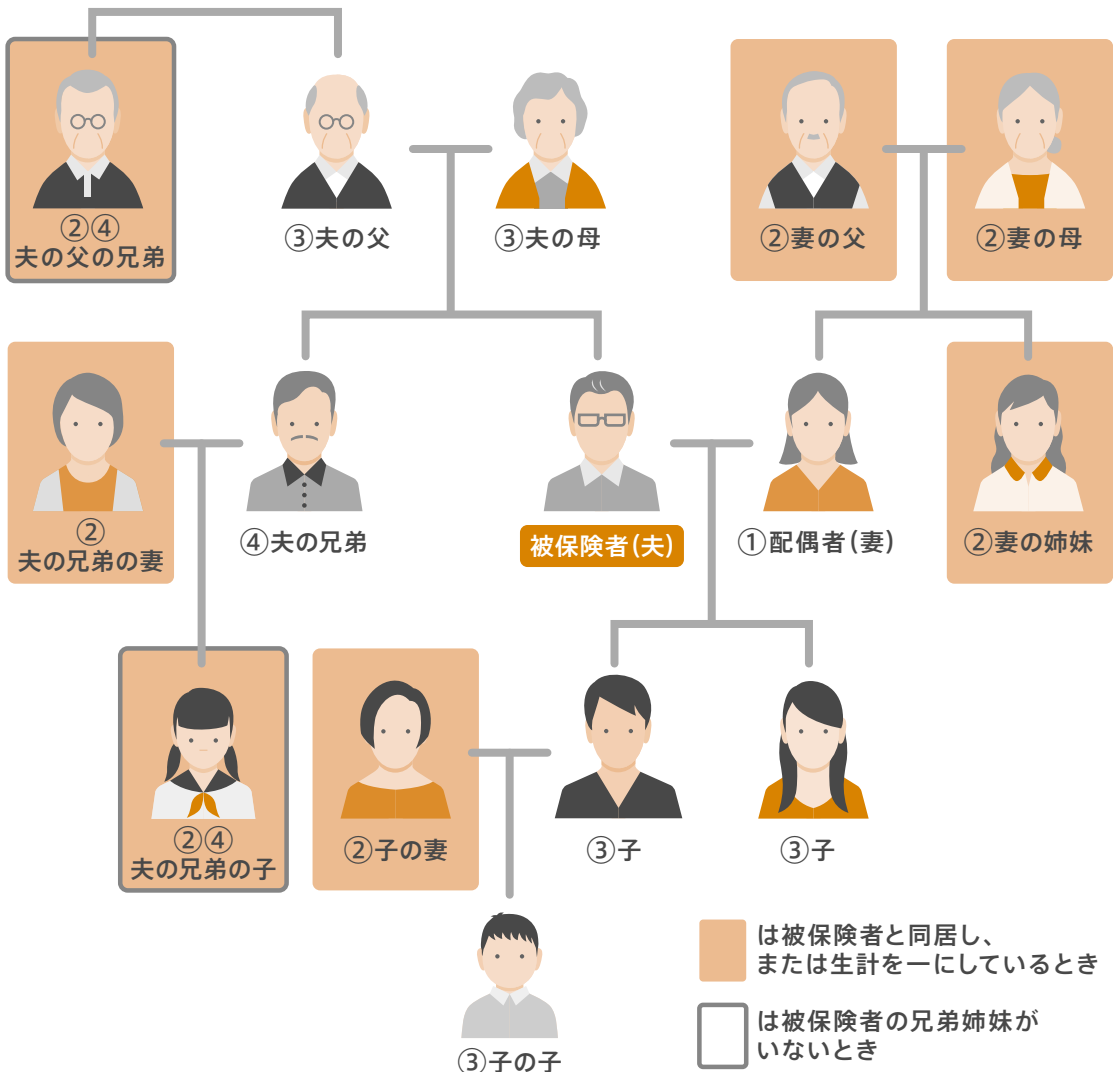 ②④
夫の父の兄弟
③夫の父
③夫の母
②妻の父
②妻の母
②
夫の兄弟の妻
④夫の兄弟
被保険者(夫)
①配偶者(妻)
②妻の姉妹
②④
夫の兄弟の子
②子の妻
③子
③子
③子の子
は被保険者と同居し、
または生計を一にしているとき
は被保険者の兄弟姉妹が
いないとき